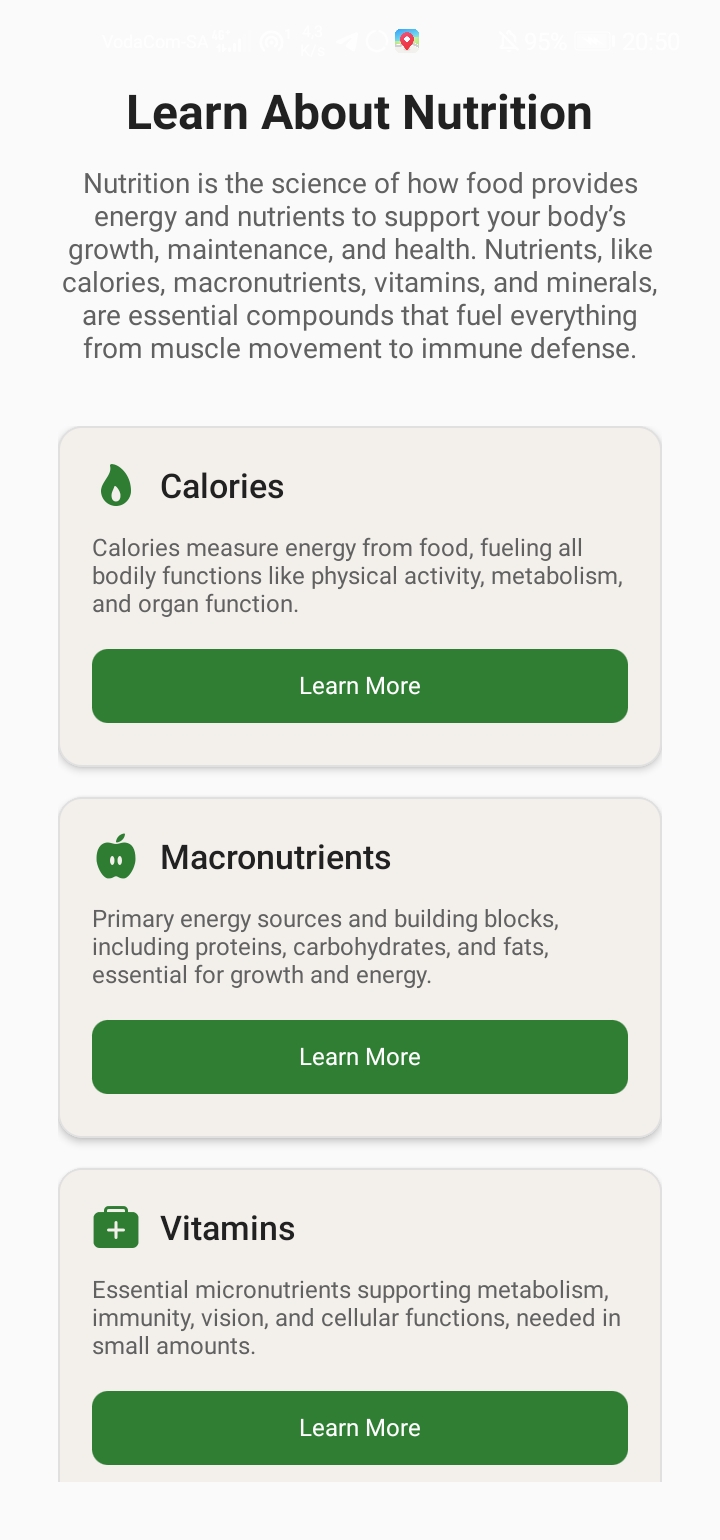 VodaCom SA
95%
20:50
Learn About Nutrition
Nutrition is the science of how food provides
energy and nutrients to support your body’s
growth, maintenance, and health. Nutrients, like
calories, macronutrients, vitamins, and minerals,
are essential compounds that fuel everything
from muscle movement to immune defense.
Calories
Calories measure energy from food, fueling all
bodily functions like physical activity, metabolism,
and organ function.
Learn More
Macronutrients
Primary energy sources and building blocks,
including proteins, carbohydrates, and fats,
essential for growth and energy.
Learn More
Vitamins
Essential micronutrients supporting metabolism,
immunity, vision, and cellular functions, needed in
small amounts.
Learn More